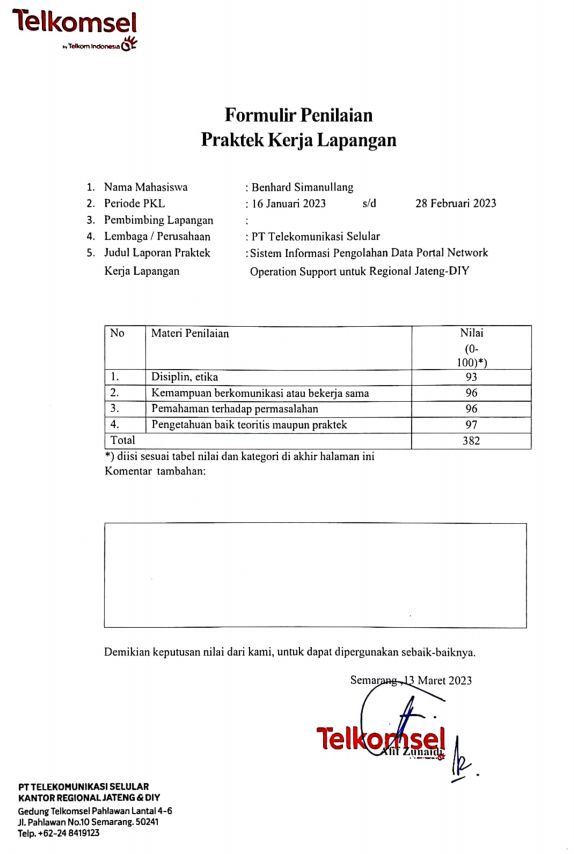 Telkomsel
by Telkom Indonesia
Formulir Penilaian
Praktek Kerja Lapangan
1. Nama Mahasiswa : Benhard Simanullang
2. Periode PKL : 16 Januari 2023 s/d 28 Februari 2023
3. Pembimbing Lapangan :
4. Lembaga / Perusahaan : PT Telekomunikasi Selular
5. Judul Laporan Praktek : Sistem Informasi Pengolahan Data Portal Network
Kerja Lapangan Operation Support untuk Regional Jateng-DIY
No Materi Penilaian Nilai
(0-
100)*)
1. Disiplin, etika 93
2. Kemampuan berkomunikasi atau bekerja sama 96
3. Pemahaman terhadap permasalahan 96
4. Pengetahuan baik teoritis maupun praktek 97
Total 382
*) diisi sesuai tabel nilai dan kategori di akhir halaman ini
Komentar tambahan:
Demikian keputusan nilai dari kami, untuk dapat dipergunakan sebaik-baiknya.
Semarang, 13 Maret 2023
Telkomsel
Zunaidi
PT TELEKOMUNIKASI SELULAR
KANTOR REGIONAL JATENG & DIY
Gedung Telkomsel Pahlawan Lantai 4-6
Jl. Pahlawan No.10 Semarang. 50241
Telp. +62-24 8419123